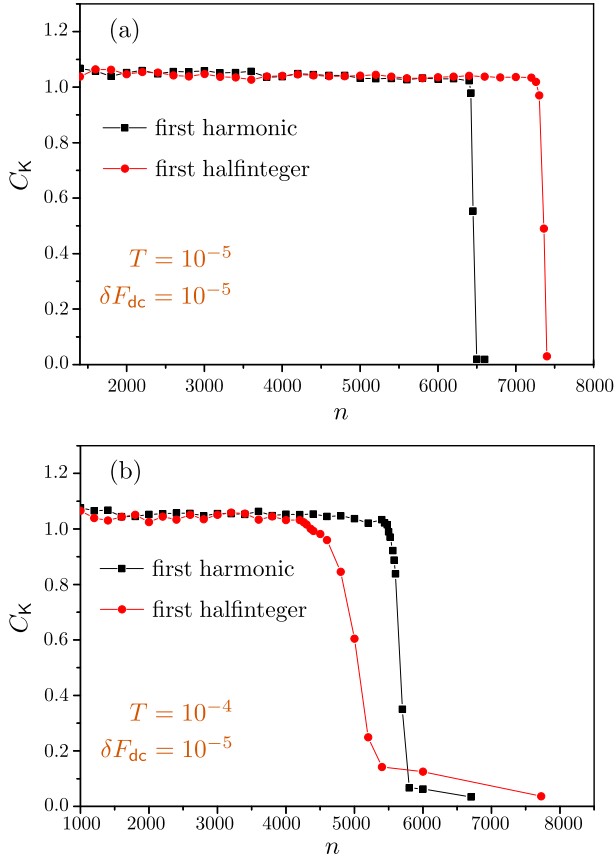 (a)
1.2
1.0
0.8
0.6
0.4
0.2
0.0
C_K
first harmonic
first halfinteger
T = 10⁻⁵
δF_dc = 10⁻⁵
2000 3000 4000 5000 6000 7000 8000
n
(b)
1.2
1.0
0.8
0.6
0.4
0.2
0.0
C_K
first harmonic
first halfinteger
T = 10⁻⁴
δF_dc = 10⁻⁵
1000 2000 3000 4000 5000 6000 7000 8000
n